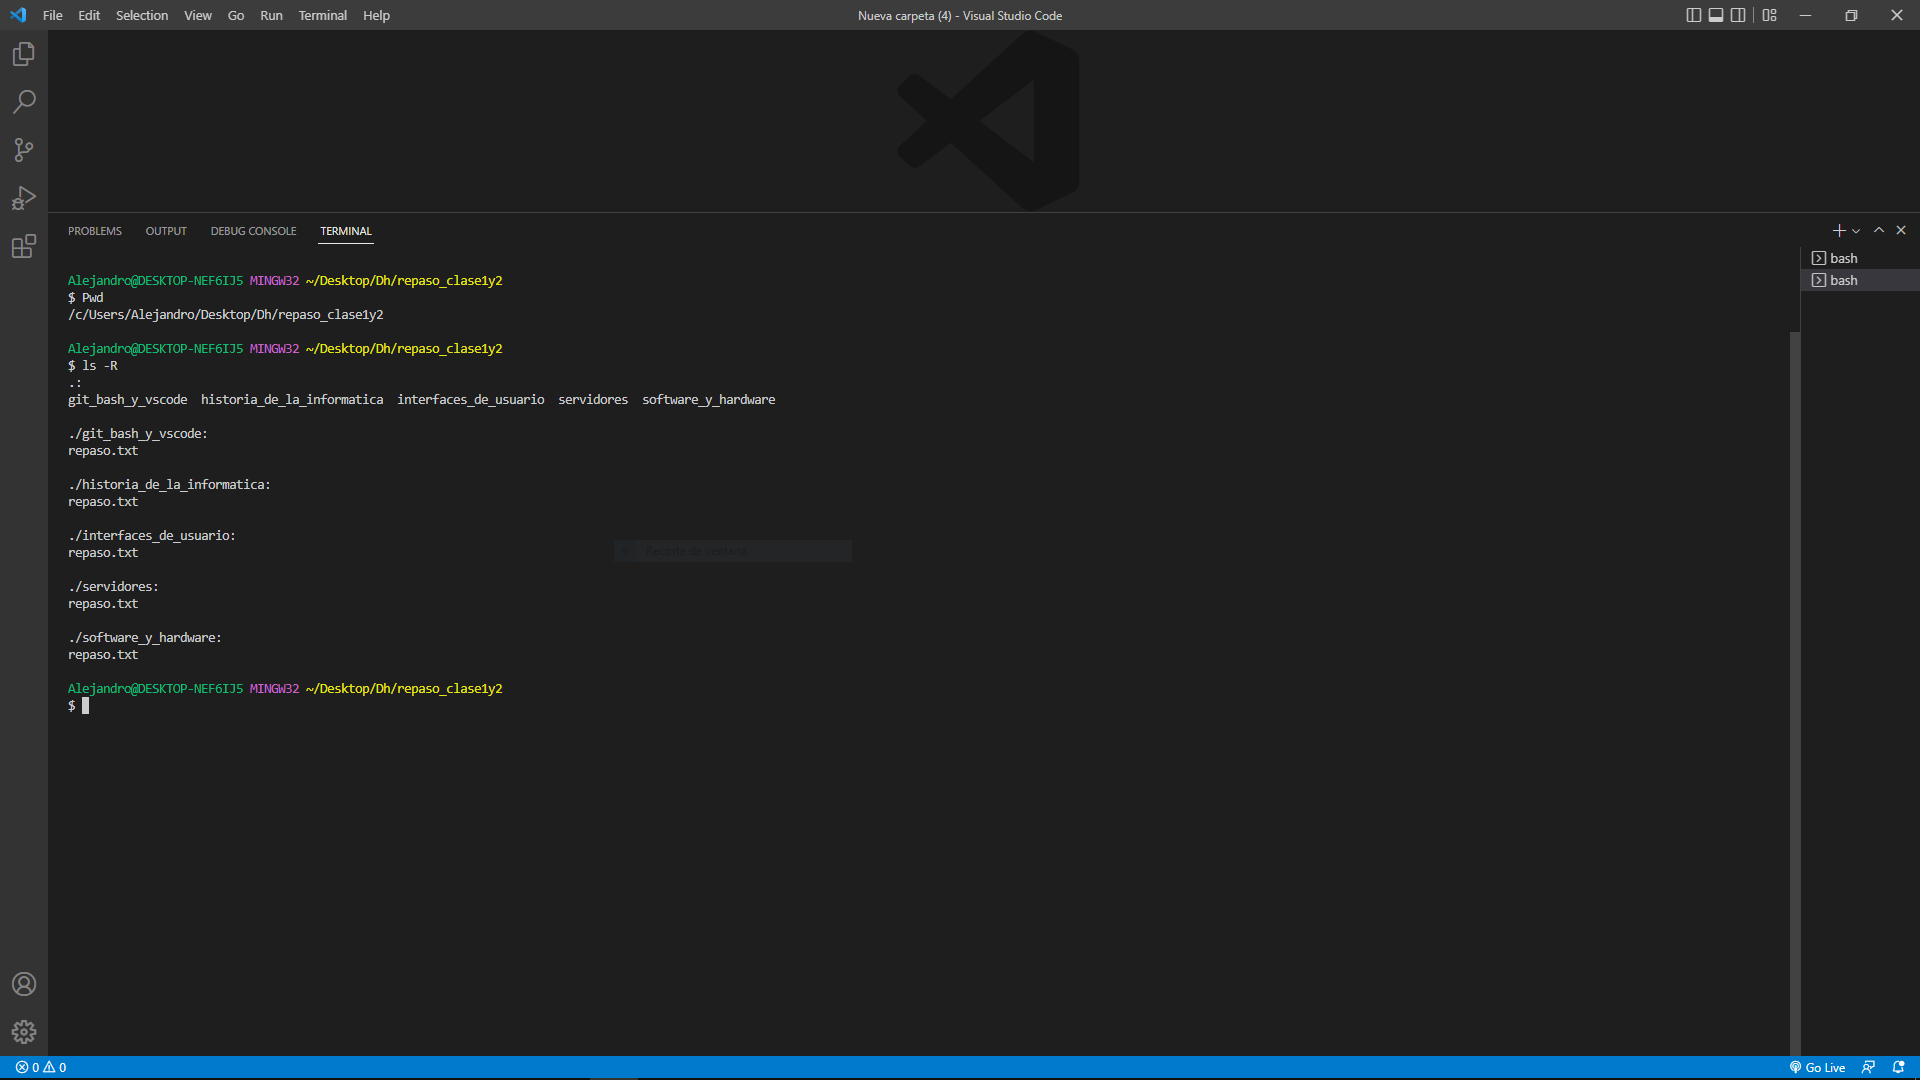 File Edit Selection View Go Run Terminal Help
Nueva carpeta (4) - Visual Studio Code
PROBLEMS OUTPUT DEBUG CONSOLE TERMINAL
bash
bash
Alejandro@DESKTOP-NEF6IJ5 MINGW32 ~/Desktop/Dh/repaso_clase1y2
$ Pwd
/c/Users/Alejandro/Desktop/Dh/repaso_clase1y2
Alejandro@DESKTOP-NEF6IJ5 MINGW32 ~/Desktop/Dh/repaso_clase1y2
$ ls -R
.:
git_bash_y_vscode historia_de_la_informatica interfaces_de_usuario servidores software_y_hardware
./git_bash_y_vscode:
repaso.txt
./historia_de_la_informatica:
repaso.txt
./interfaces_de_usuario:
repaso.txt
Recorte de ventana
./servidores:
repaso.txt
./software_y_hardware:
repaso.txt
Alejandro@DESKTOP-NEF6IJ5 MINGW32 ~/Desktop/Dh/repaso_clase1y2
$
0 0
Go Live